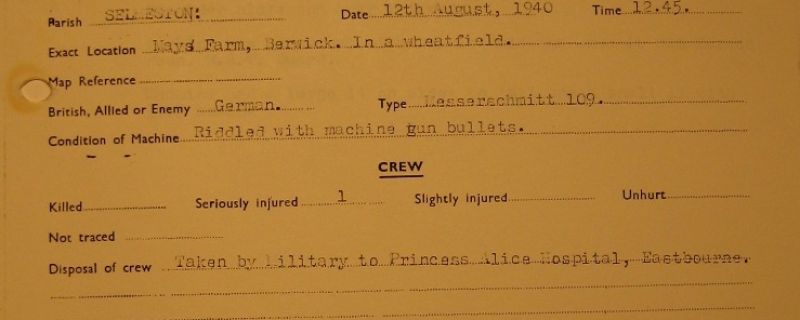 Parish SELMESTON: Date 12th August, 1940 Time 12.45.
Exact Location Mays Farm, Berwick. In a wheatfield.
Map Reference
British, Allied or Enemy German. Type Messerschmitt 109.
Condition of Machine Riddled with machine gun bullets.
CREW
Killed Seriously injured 1 Slightly injured Unhurt
Not traced
Disposal of crew Taken by Military to Princess Alice Hospital, Eastbourne.